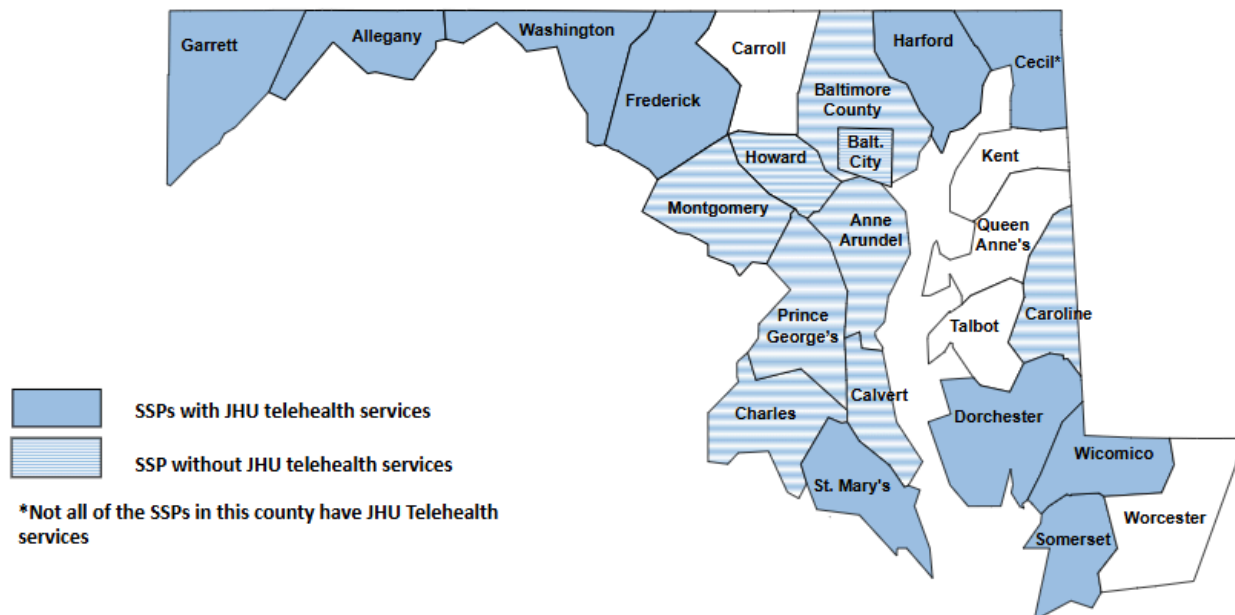 Garrett
Allegany
Washington
Frederick
Carroll
Baltimore
County
Harford
Cecil*
Balt.
City
Howard
Kent
Montgomery
Anne
Arundel
Queen
Anne's
Prince
George’s
Talbot
Caroline
Charles
Calvert
Dorchester
St. Mary's
Wicomico
Worcester
Somerset
SSPs with JHU telehealth services
SSP without JHU telehealth services
*Not all of the SSPs in this county have JHU Telehealth
services